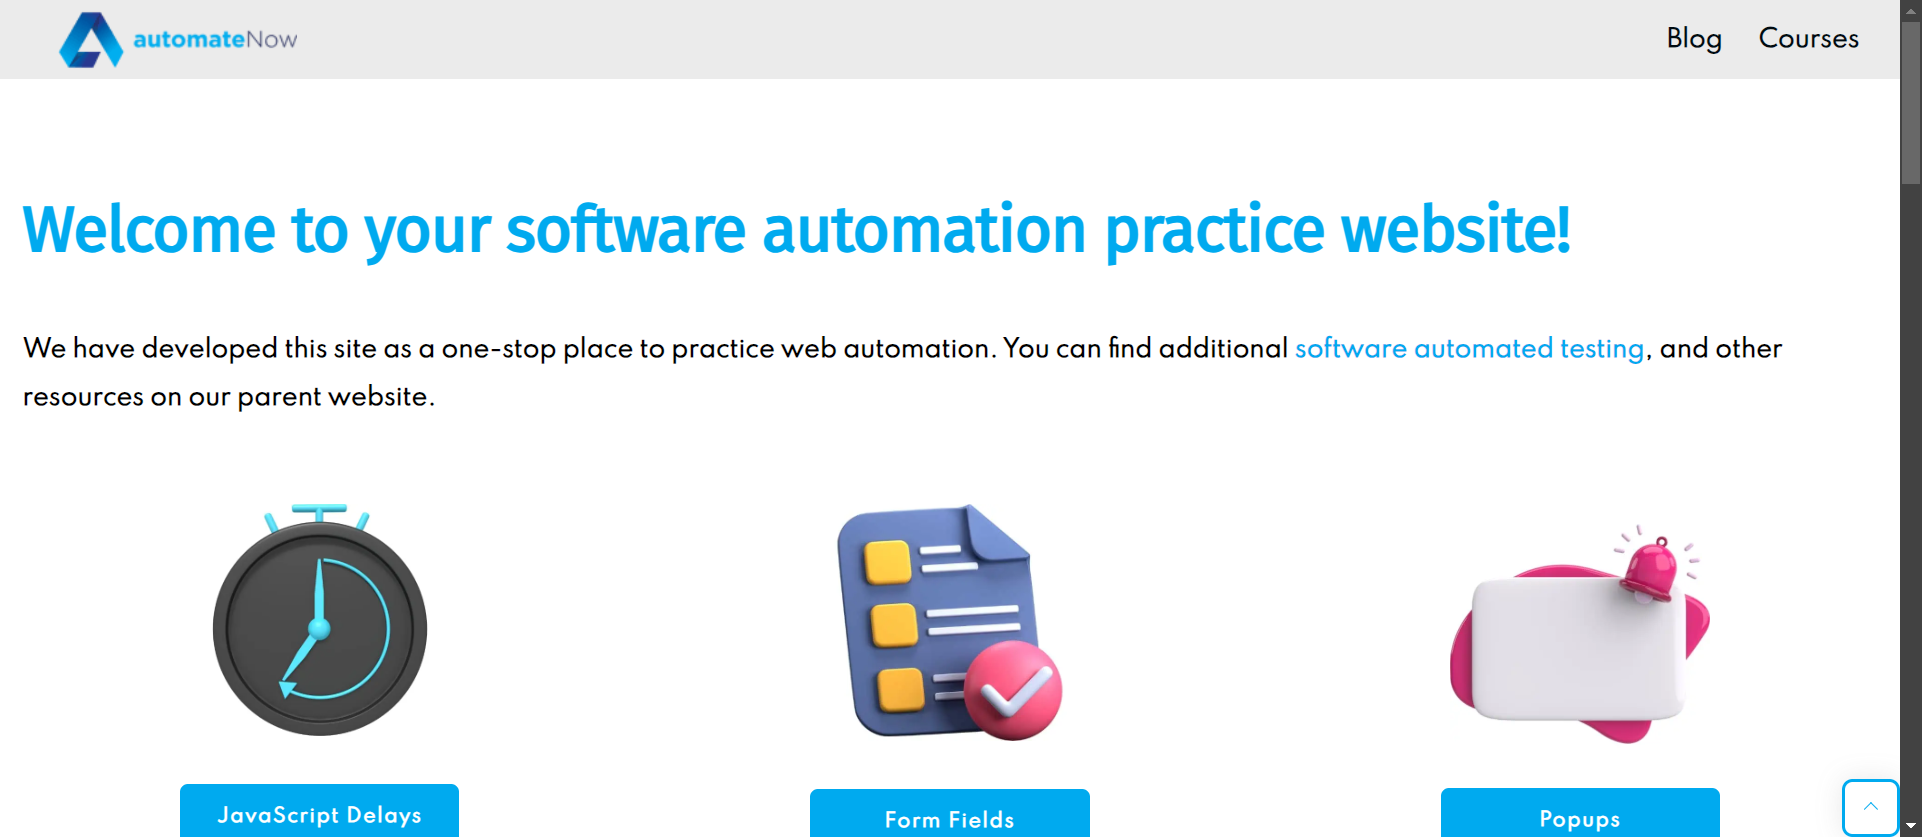 automateNow
Blog
Courses
Welcome to your software automation practice website!
We have developed this site as a one-stop place to practice web automation. You can find additional software automated testing, and other
resources on our parent website.
JavaScript Delays
Form Fields
Popups